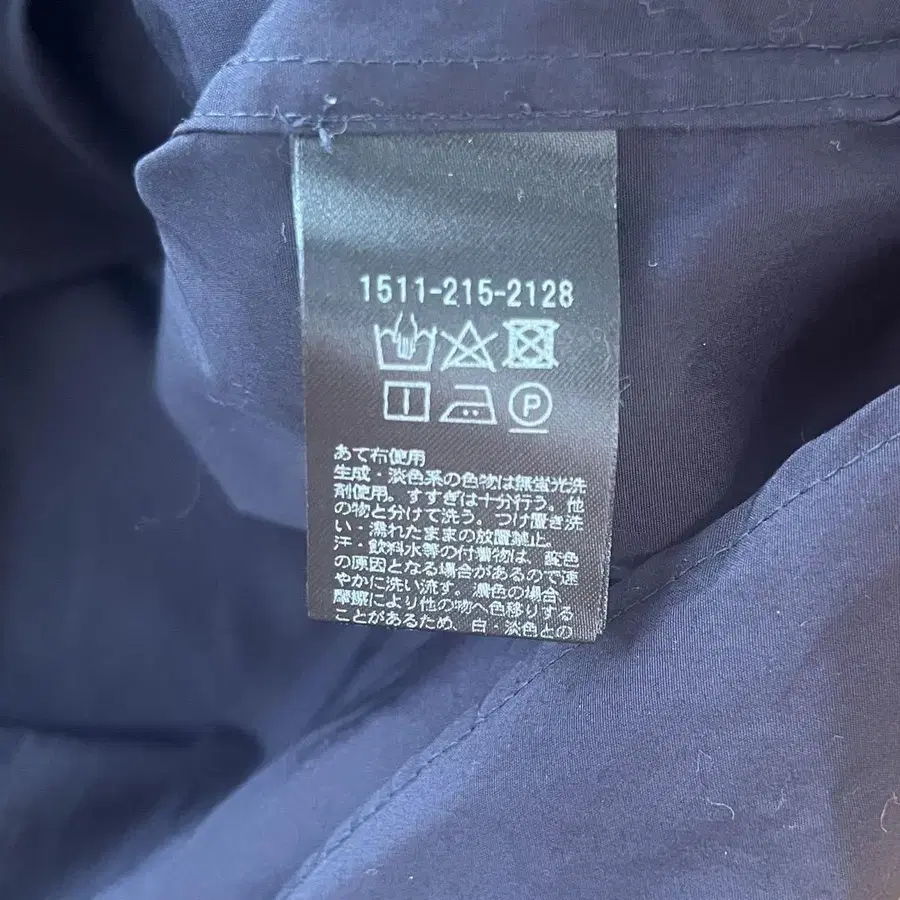 1511-215-2128
P
あて布使用
生成・淡色系の色物は無蛍光洗
剤使用。すすぎは十分行う。他
の物と分けて洗う。つけ置き洗
い・濡れたままの放置禁止。
汗・飲料水等の付着物は、変色
の原因となる場合があるので速
やかに洗い流す。濃色の場合、
摩擦により他の物へ色移りする
ことがあるため、白・淡色との